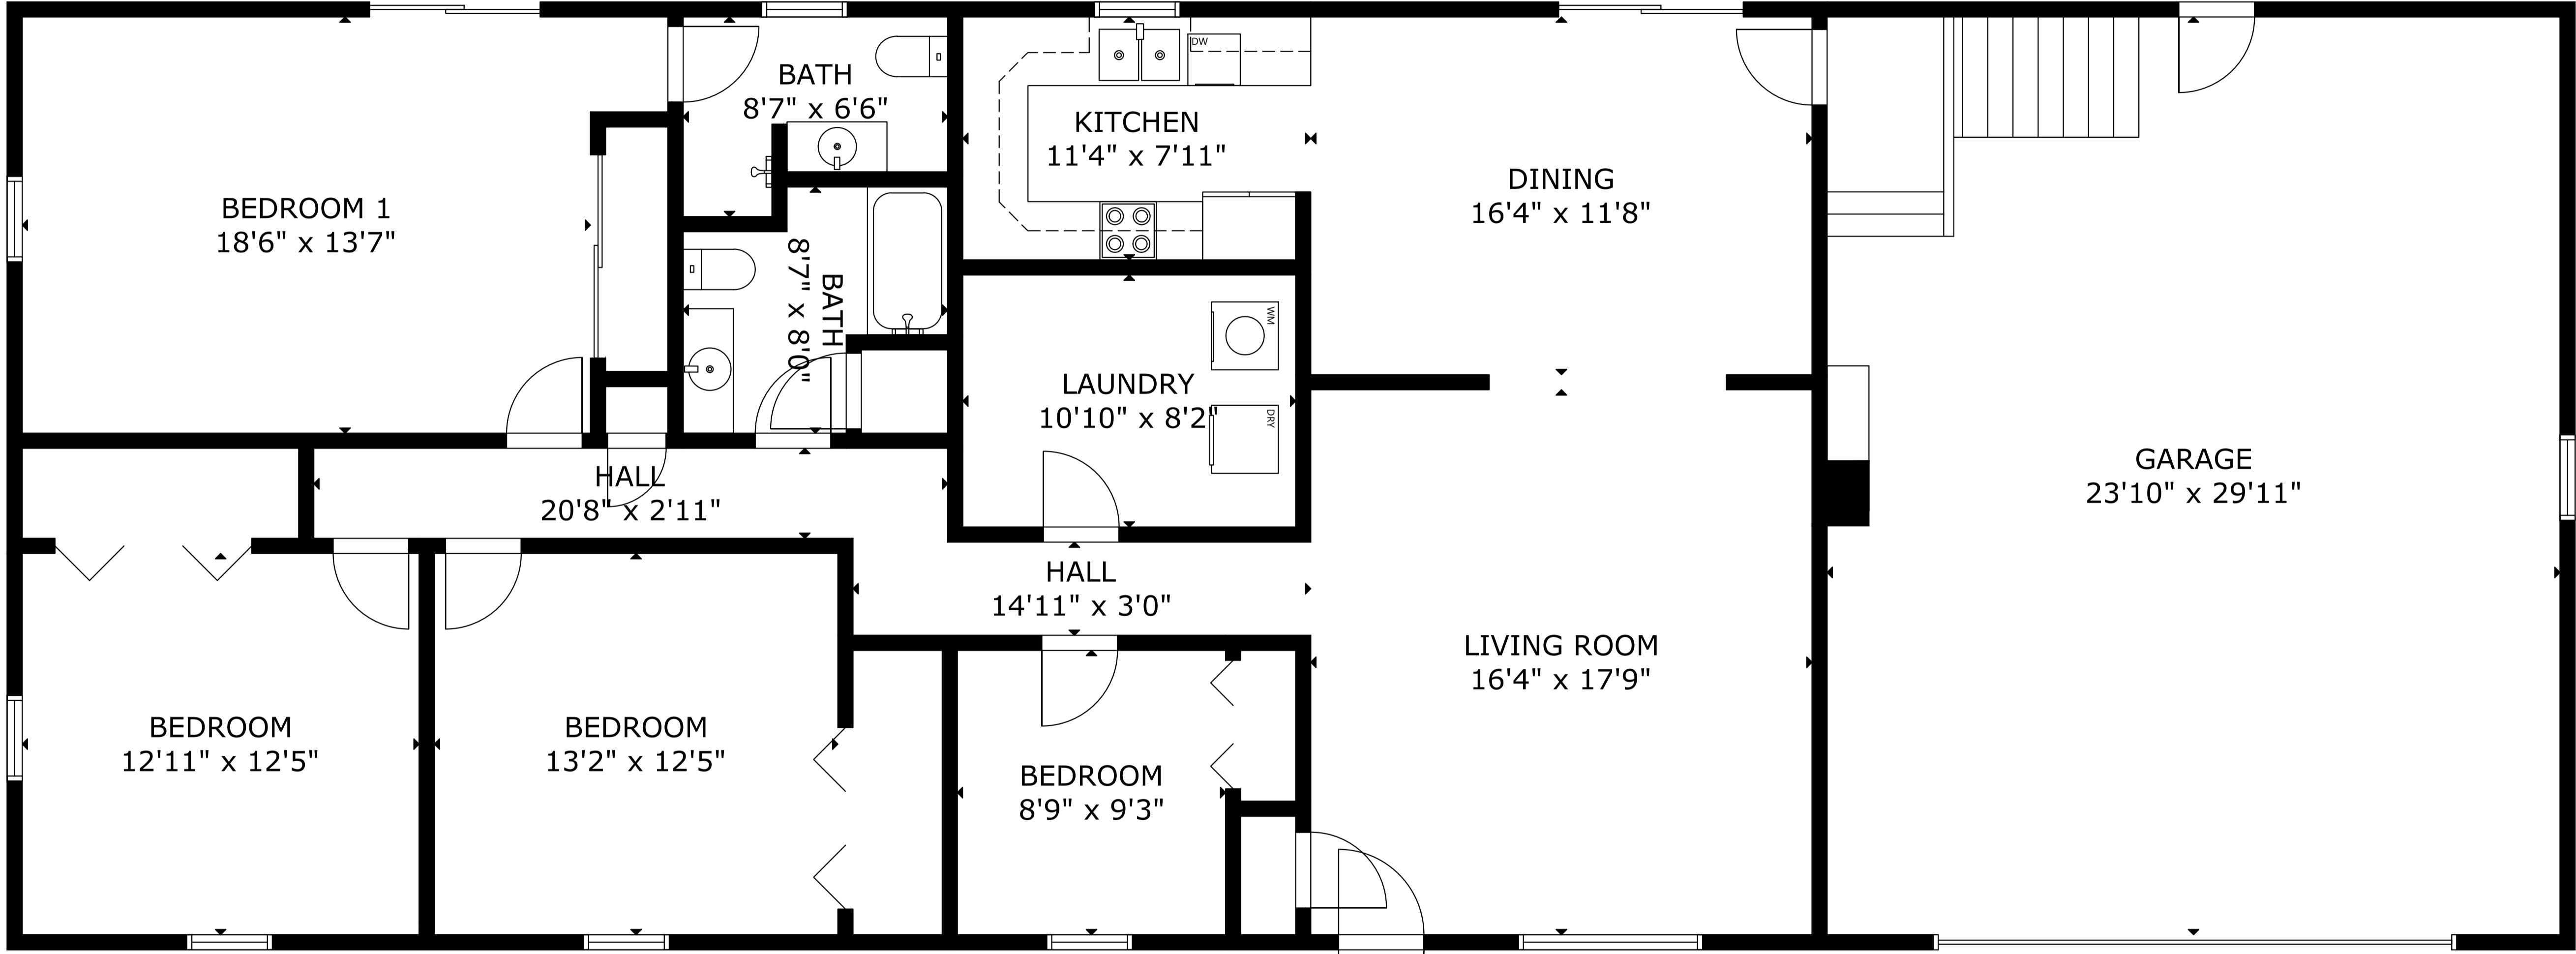 BATH
8'7" x 6'6"
DW
KITCHEN
11'4" x 7'11"
DINING
16'4" x 11'8"
BEDROOM 1
18'6" x 13'7"
BATH
8'7" x 8'0"
WM
LAUNDRY
10'10" x 8'2"
DRY
GARAGE
23'10" x 29'11"
HALL
20'8" x 2'11"
HALL
14'11" x 3'0"
LIVING ROOM
16'4" x 17'9"
BEDROOM
12'11" x 12'5"
BEDROOM
13'2" x 12'5"
BEDROOM
8'9" x 9'3"